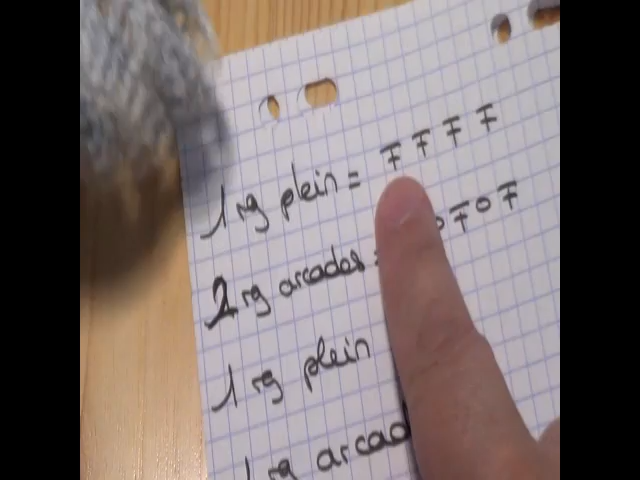 1 rg plein = F F F F
2 rg arcades = o F o F
1 rg plein
1 rg arcad